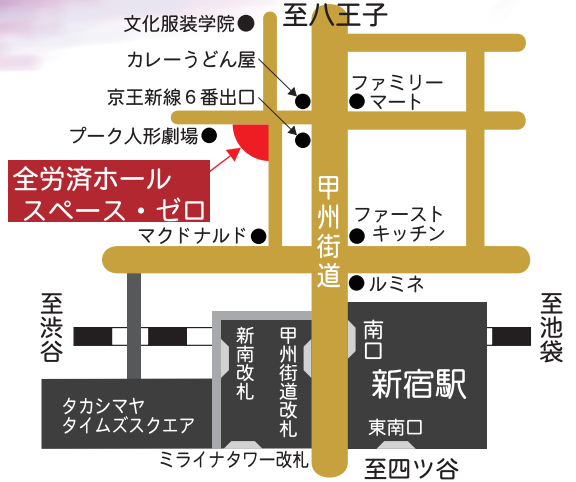 至八王子
文化服装学院
カレーうどん屋
ファミリー
マート
京王新線６番出口
プーク人形劇場
全労済ホール
スペース・ゼロ
甲州街道
マクドナルド
ファースト
キッチン
ルミネ
至渋谷
新南改札
甲州街道改札
南口
至池袋
新宿駅
タカシマヤ
タイムズスクエア
東南口
ミライナタワー改札
至四ツ谷